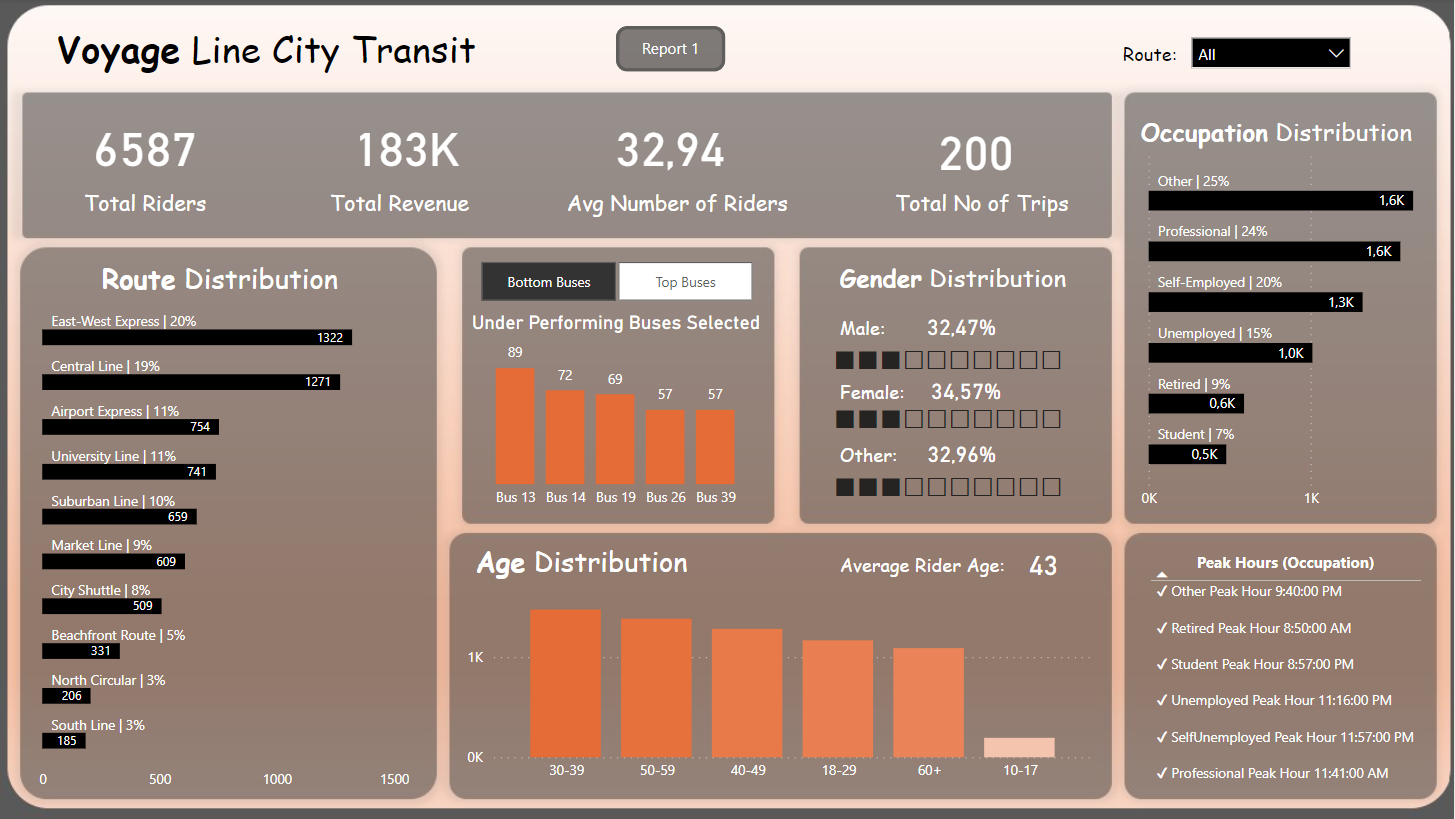 Voyage Line City Transit
Report 1
Route:
All
6587
Total Riders
183K
Total Revenue
32,94
Avg Number of Riders
200
Total No of Trips
Route Distribution
East-West Express | 20%
1322
Central Line | 19%
1271
Airport Express | 11%
754
University Line | 11%
741
Suburban Line | 10%
659
Market Line | 9%
609
City Shuttle | 8%
509
Beachfront Route | 5%
331
North Circular | 3%
206
South Line | 3%
185
0 500 1000 1500
Bottom Buses
Top Buses
Under Performing Buses Selected
89
72
69
57
57
Bus 13 Bus 14 Bus 19 Bus 26 Bus 39
Gender Distribution
Male: 32,47%
Female: 34,57%
Other: 32,96%
Occupation Distribution
Other | 25%
1,6K
Professional | 24%
1,6K
Self-Employed | 20%
1,3K
Unemployed | 15%
1,0K
Retired | 9%
0,6K
Student | 7%
0,5K
0K 1K
Age Distribution
Average Rider Age: 43
1K
0K
30-39 50-59 40-49 18-29 60+ 10-17
Peak Hours (Occupation)
✓ Other Peak Hour 9:40:00 PM
✓ Retired Peak Hour 8:50:00 AM
✓ Student Peak Hour 8:57:00 PM
✓ Unemployed Peak Hour 11:16:00 PM
✓ SelfUnemployed Peak Hour 11:57:00 PM
✓ Professional Peak Hour 11:41:00 AM